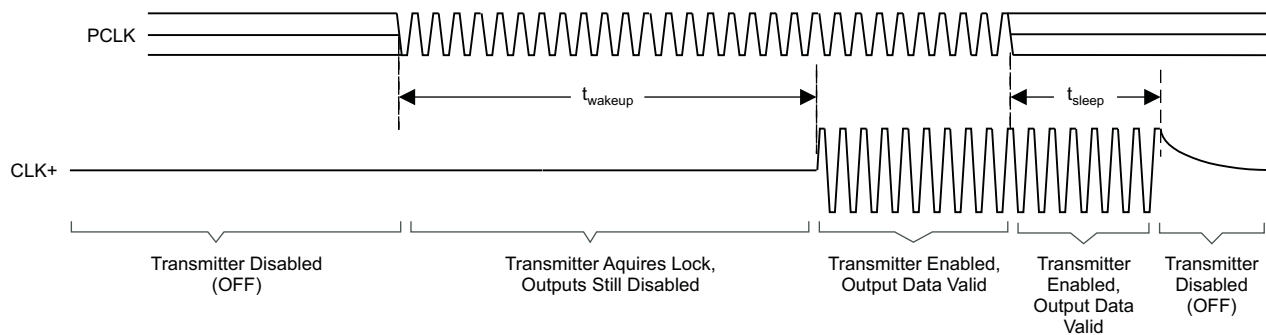 PCLK
twakeup
tsleep
CLK+
Transmitter Disabled
(OFF)
Transmitter Aquires Lock,
Outputs Still Disabled
Transmitter Enabled,
Output Data Valid
Transmitter
Enabled,
Output Data
Valid
Transmitter
Disabled
(OFF)